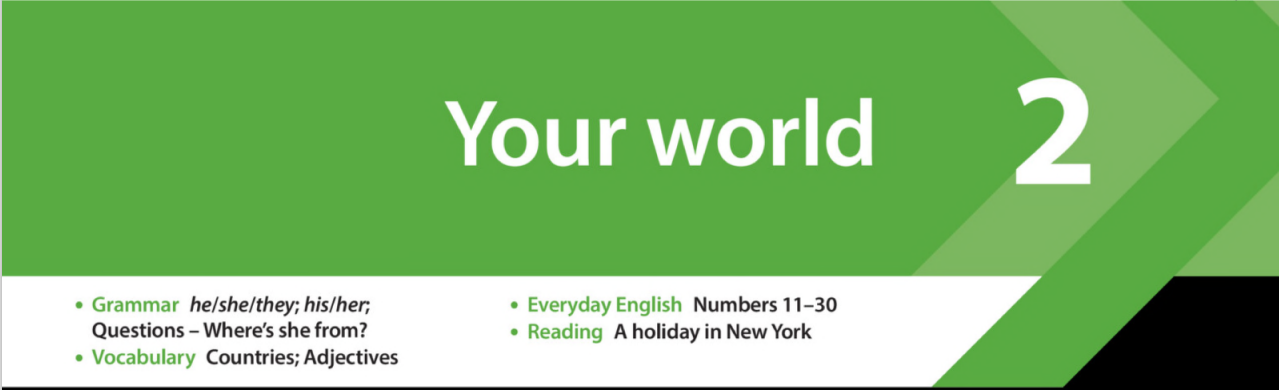 Your world 2
• Grammar he/she/they; his/her;
Questions – Where's she from?
• Vocabulary Countries; Adjectives
• Everyday English Numbers 11–30
• Reading A holiday in New York